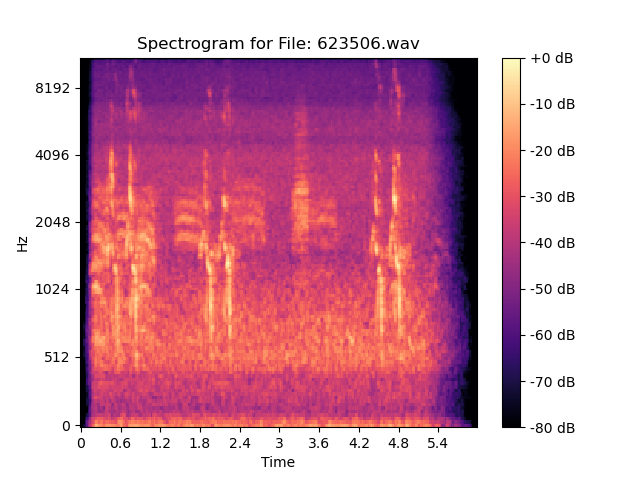 Spectrogram for File: 623506.wav
Hz
8192
4096
2048
1024
512
0
0 0.6 1.2 1.8 2.4 3 3.6 4.2 4.8 5.4
Time
+0 dB
-10 dB
-20 dB
-30 dB
-40 dB
-50 dB
-60 dB
-70 dB
-80 dB